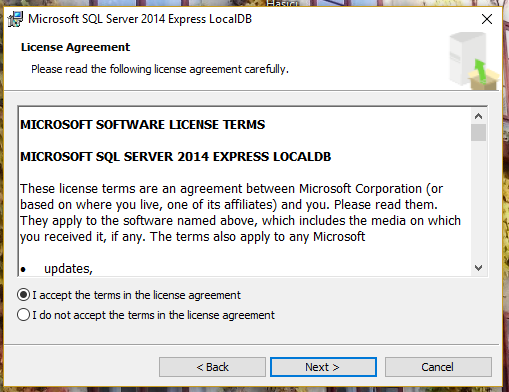 Hasici
Microsoft SQL Server 2014 Express LocalDB
License Agreement
Please read the following license agreement carefully.
MICROSOFT SOFTWARE LICENSE TERMS
MICROSOFT SQL SERVER 2014 EXPRESS LOCALDB
These license terms are an agreement between Microsoft Corporation (or
based on where you live, one of its affiliates) and you. Please read them.
They apply to the software named above, which includes the media on which
you received it, if any. The terms also apply to any Microsoft
• updates,
I accept the terms in the license agreement
I do not accept the terms in the license agreement
< Back
Next >
Cancel